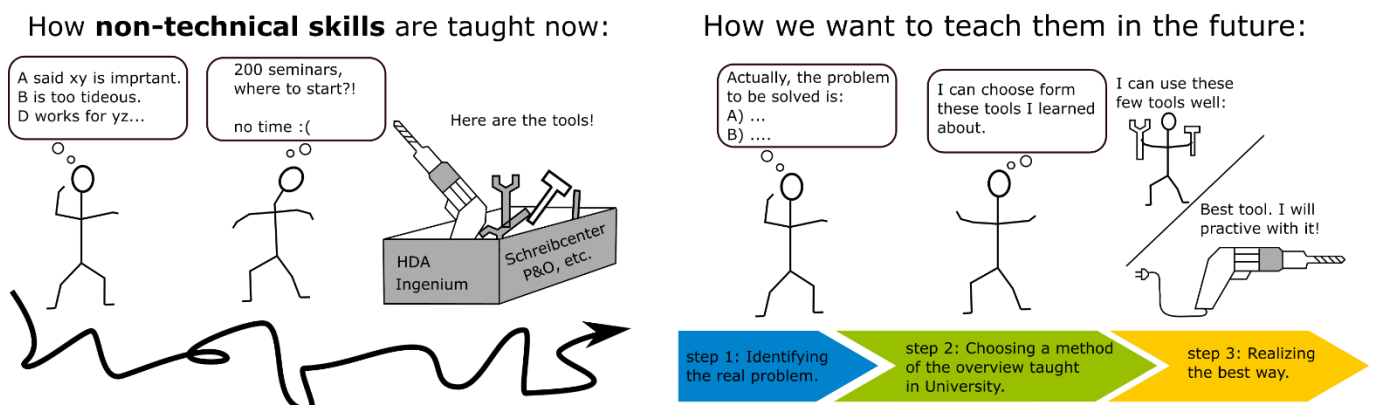 How non-technical skills are taught now:
A said xy is imprtant.
B is too tideous.
D works for yz...
200 seminars,
where to start?!
no time :(
Here are the tools!
HDA
Ingenium
Schreibcenter
P&O, etc.
How we want to teach them in the future:
Actually, the problem
to be solved is:
A) ...
B) ....
I can choose form
these tools I learned
about.
I can use these
few tools well:
Best tool. I will
practive with it!
step 1: Identifying
the real problem.
step 2: Choosing a method
of the overview taught
in University.
step 3: Realizing
the best way.